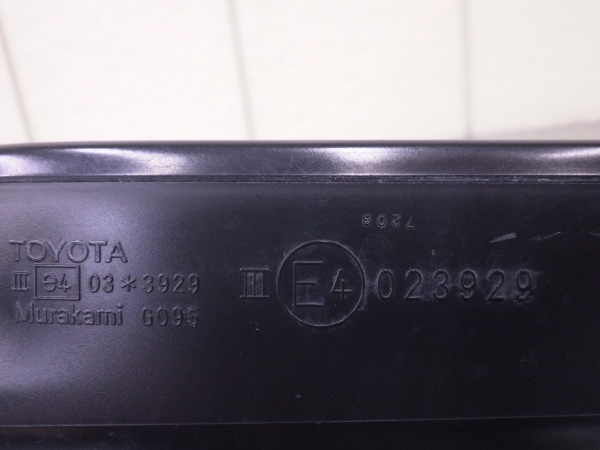 7208
TOYOTA
III e4 03*3929
III E4 023929
Murakami G095